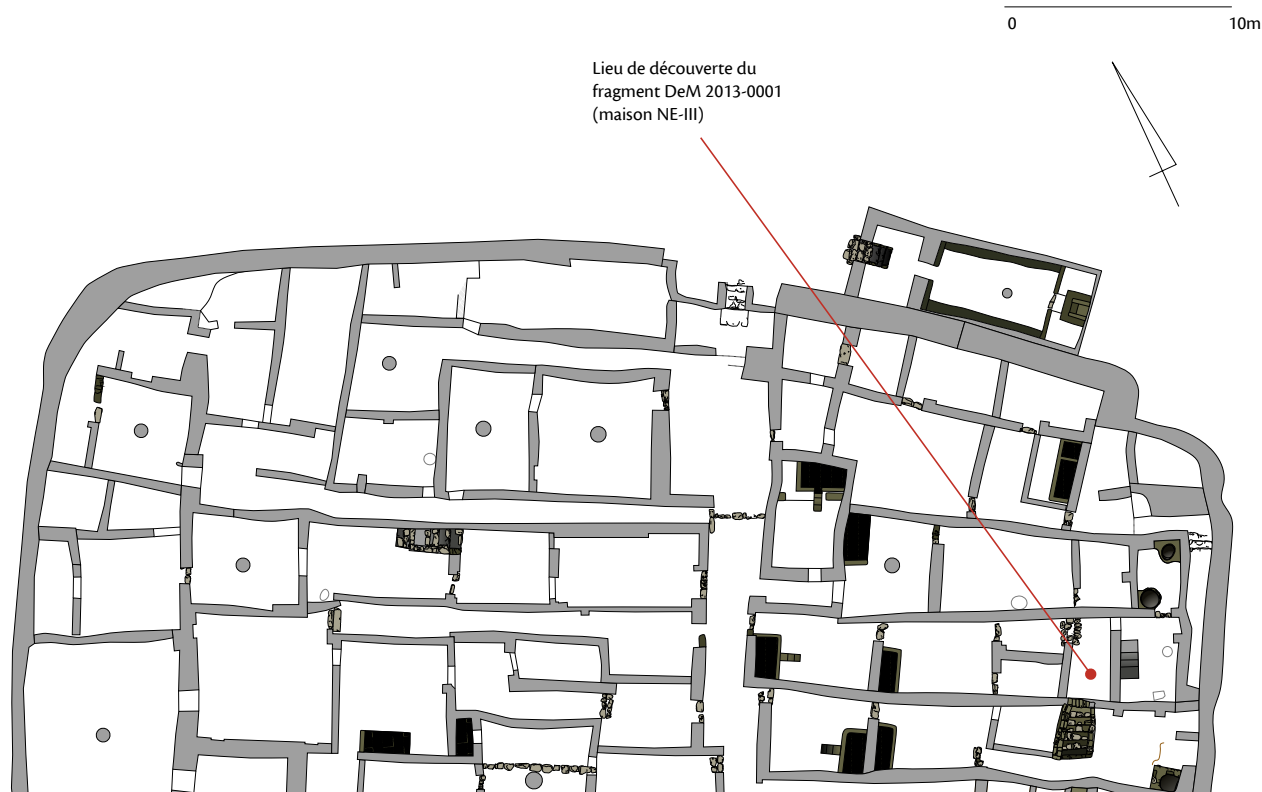 0 10m
Lieu de découverte du
fragment DeM 2013-0001
(maison NE-III)